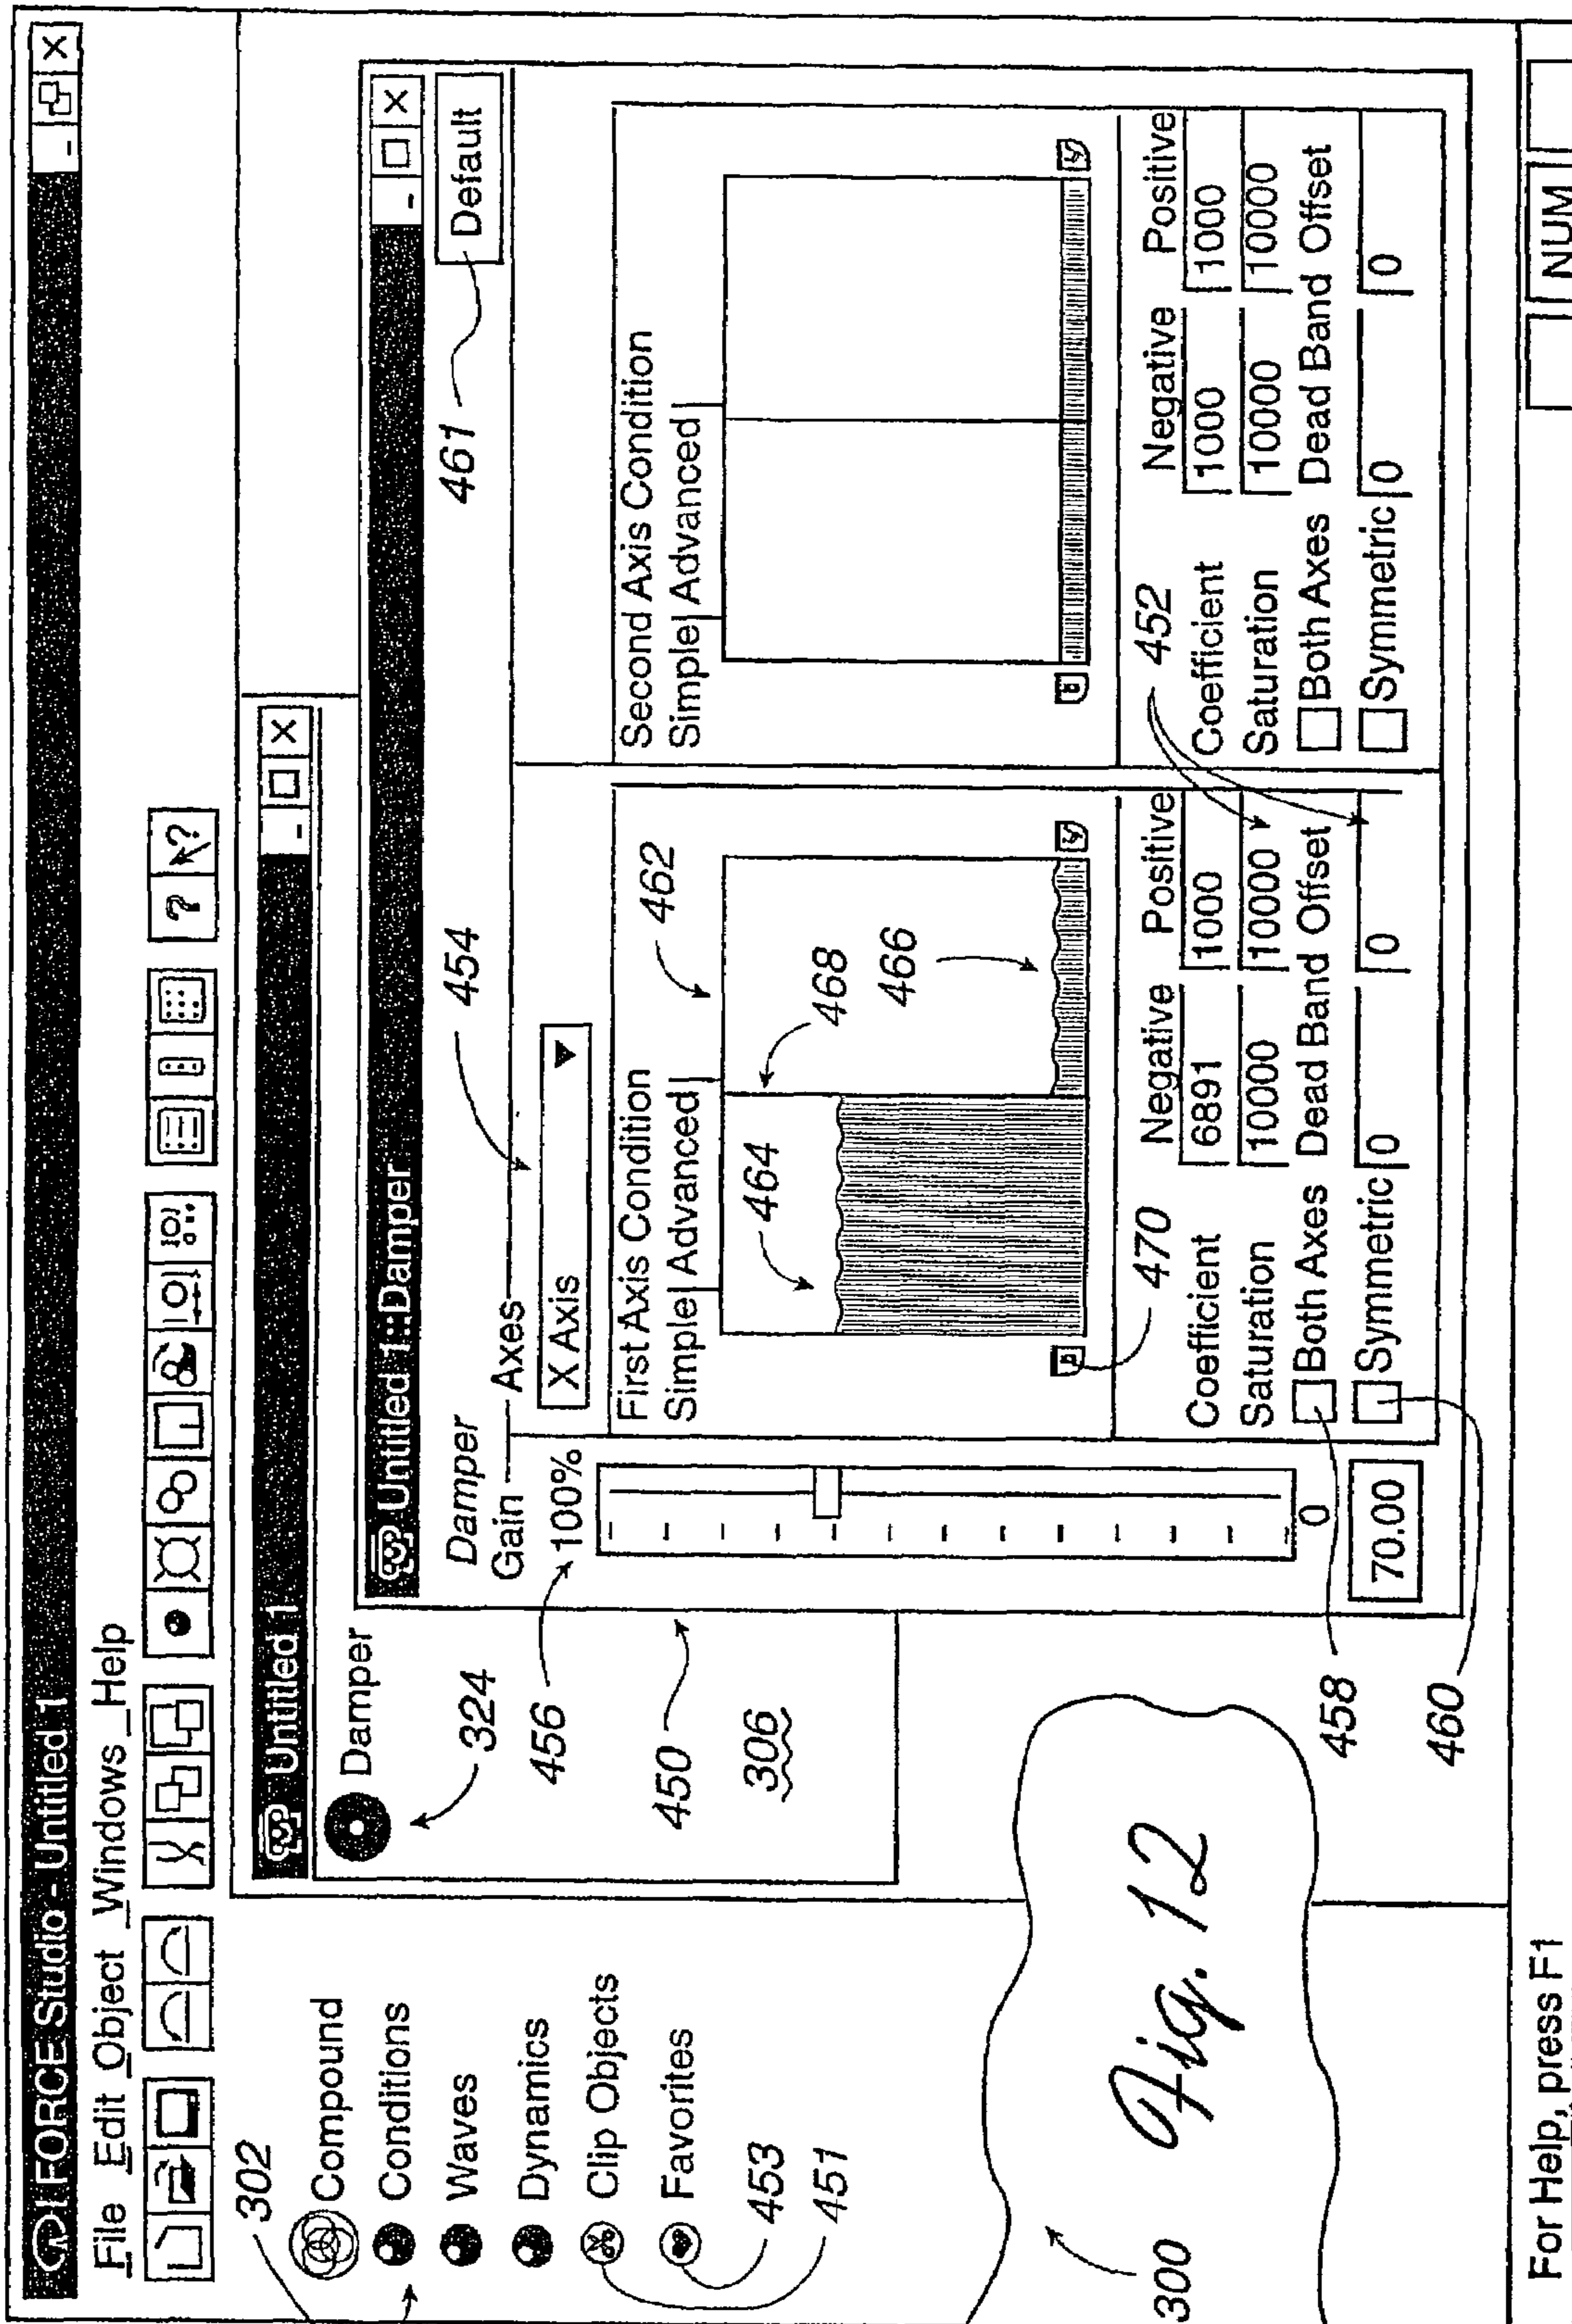 I FORCE Studio - Untitled 1
File Edit Object Windows Help
302
Compound
Conditions
Waves
Dynamics
Clip Objects
Favorites
453
451
300
Fig. 12
For Help, press F1
NUM
Untitled 1
Damper
324
456
450
306
Untitled 1::Damper
Damper
Default
461
Gain
Axes
454
100%
X Axis
0
70.00
458
460
First Axis Condition
Simple Advanced
462
464
468
466
470
Negative Positive
Coefficient 6891 1000
Saturation 10000 10000
Both Axes Dead Band Offset
Symmetric 0 0
452
Second Axis Condition
Simple Advanced
Negative Positive
Coefficient 1000 1000
Saturation 10000 10000
Both Axes Dead Band Offset
Symmetric 0 0